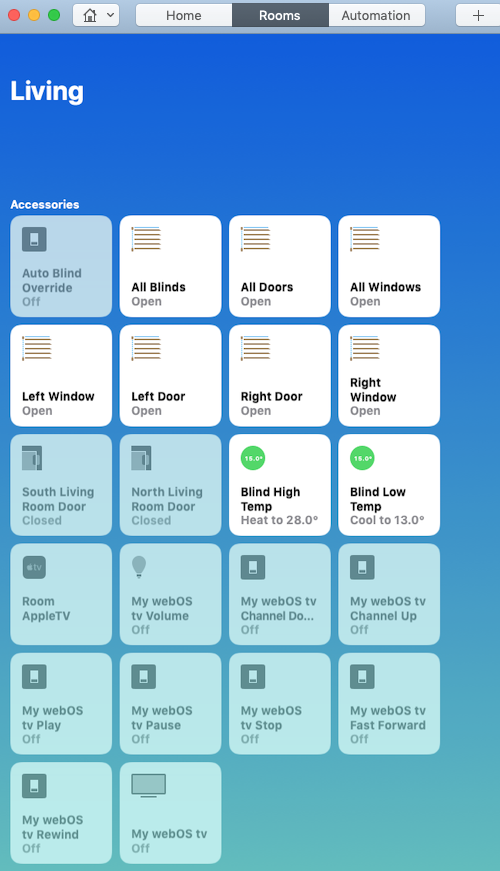 Home Rooms Automation
Living
Accessories
Auto Blind
Override
Off
All Blinds
Open
All Doors
Open
All Windows
Open
Left Window
Open
Left Door
Open
Right Door
Open
Right
Window
Open
South Living
Room Door
Closed
North Living
Room Door
Closed
15.0°
Blind High
Temp
Heat to 28.0°
15.0°
Blind Low
Temp
Cool to 13.0°
tv
Room
AppleTV
My webOS
tv Volume
Off
My webOS tv
Channel Do...
Off
My webOS tv
Channel Up
Off
My webOS
tv Play
Off
My webOS
tv Pause
Off
My webOS
tv Stop
Off
My webOS tv
Fast Forward
Off
My webOS
tv Rewind
Off
My webOS tv
Off